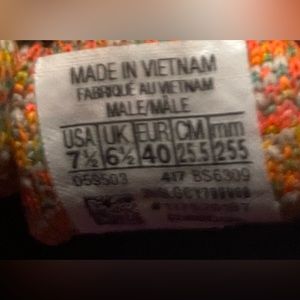 MADE IN VIETNAM
FABRIQUÉ AU VIETNAM
MALE/MÂLE
USA UK EUR CM mm
7½ 6½ 40 25.5 255
059503 417 BS6309